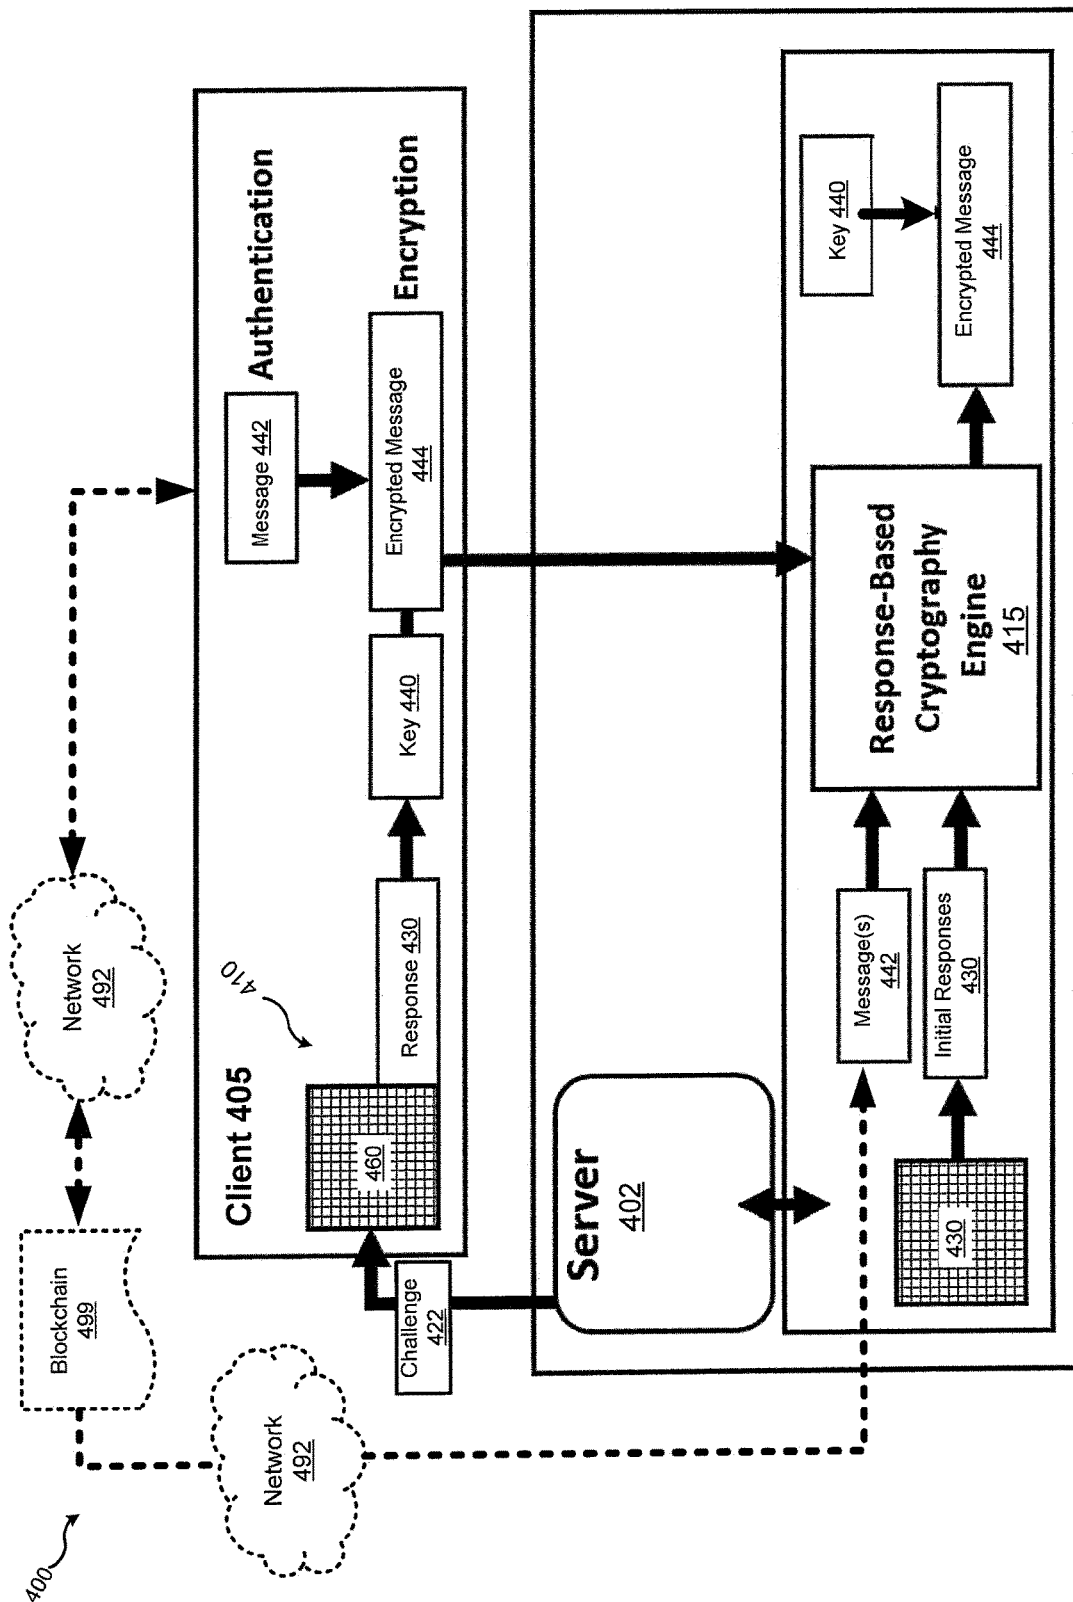 400
Blockchain
499
Network
492
Network
492
Client 405
410
Authentication
Encryption
Message 442
Encrypted Message
444
Key 440
Response 430
460
Challenge
422
Server
402
430
Initial Responses
430
Message(s)
442
Response-Based
Cryptography
Engine
415
Key 440
Encrypted Message
444